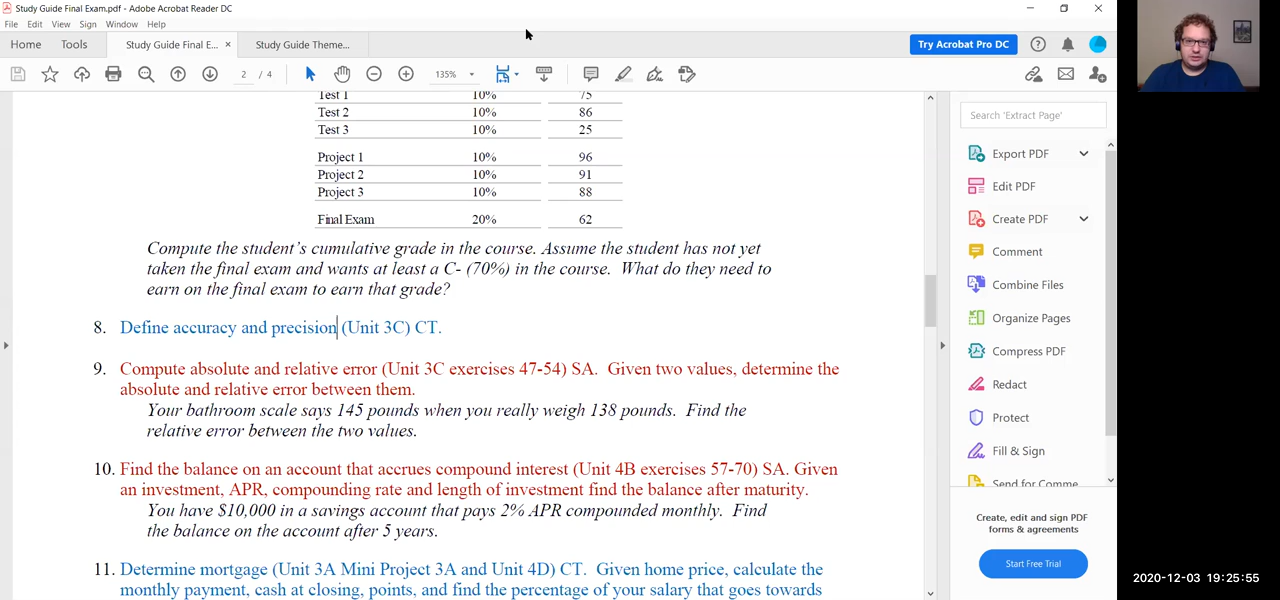 Study Guide Final Exam.pdf - Adobe Acrobat Reader DC
File Edit View Sign Window Help
Home Tools Study Guide Final E... × Study Guide Theme...
Try Acrobat Pro DC
2 / 4 135%
Test 1 10% 75
Test 2 10% 86
Test 3 10% 25
Project 1 10% 96
Project 2 10% 91
Project 3 10% 88
Final Exam 20% 62
Compute the student's cumulative grade in the course. Assume the student has not yet
taken the final exam and wants at least a C- (70%) in the course. What do they need to
earn on the final exam to earn that grade?
8. Define accuracy and precision (Unit 3C) CT.
9. Compute absolute and relative error (Unit 3C exercises 47-54) SA. Given two values, determine the
absolute and relative error between them.
Your bathroom scale says 145 pounds when you really weigh 138 pounds. Find the
relative error between the two values.
10. Find the balance on an account that accrues compound interest (Unit 4B exercises 57-70) SA. Given
an investment, APR, compounding rate and length of investment find the balance after maturity.
You have $10,000 in a savings account that pays 2% APR compounded monthly. Find
the balance on the account after 5 years.
11. Determine mortgage (Unit 3A Mini Project 3A and Unit 4D) CT. Given home price, calculate the
monthly payment, cash at closing, points, and find the percentage of your salary that goes towards
Search 'Extract Page'
Export PDF
Edit PDF
Create PDF
Comment
Combine Files
Organize Pages
Compress PDF
Redact
Protect
Fill & Sign
Send for Comme
Create, edit and sign PDF
forms & agreements
Start Free Trial
2020-12-03 19:25:55